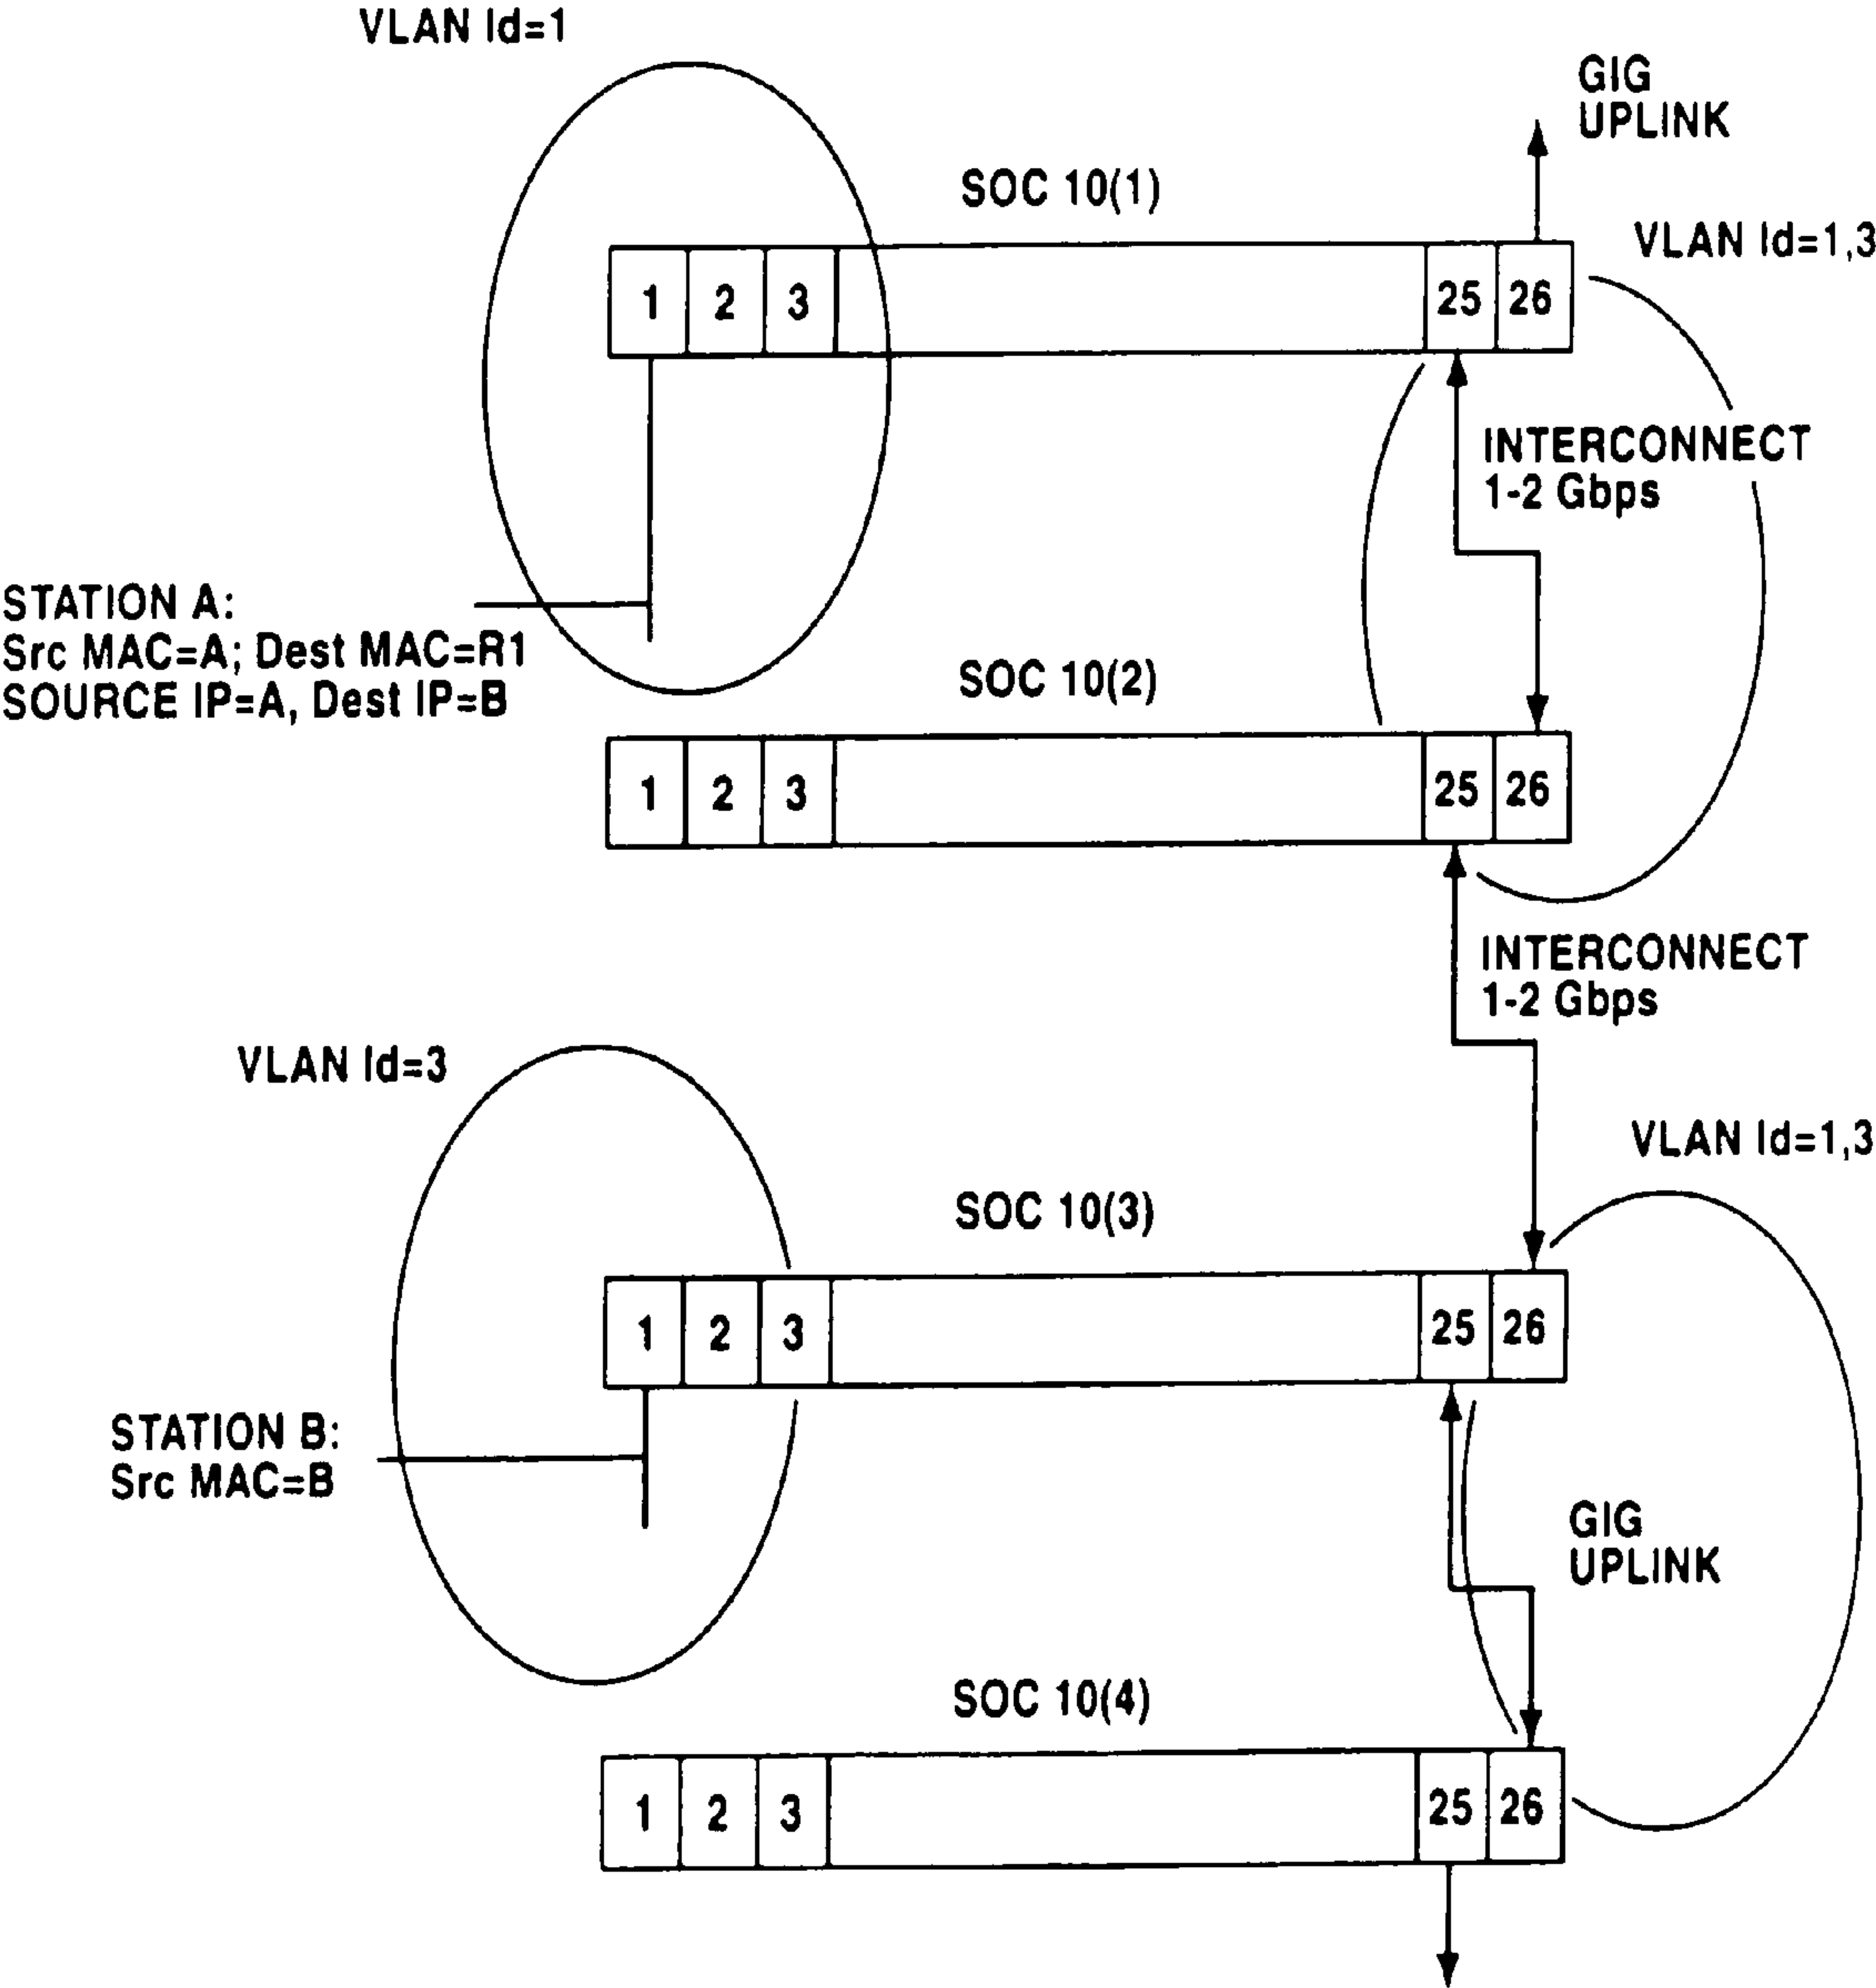 VLAN Id=1
GIG
UPLINK
SOC 10(1)
VLAN Id=1,3
1 2 3 25 26
INTERCONNECT
1-2 Gbps
STATION A:
Src MAC=A; Dest MAC=R1
SOURCE IP=A, Dest IP=B
SOC 10(2)
1 2 3 25 26
INTERCONNECT
1-2 Gbps
VLAN Id=3
VLAN Id=1,3
SOC 10(3)
1 2 3 25 26
STATION B:
Src MAC=B
GIG
UPLINK
SOC 10(4)
1 2 3 25 26